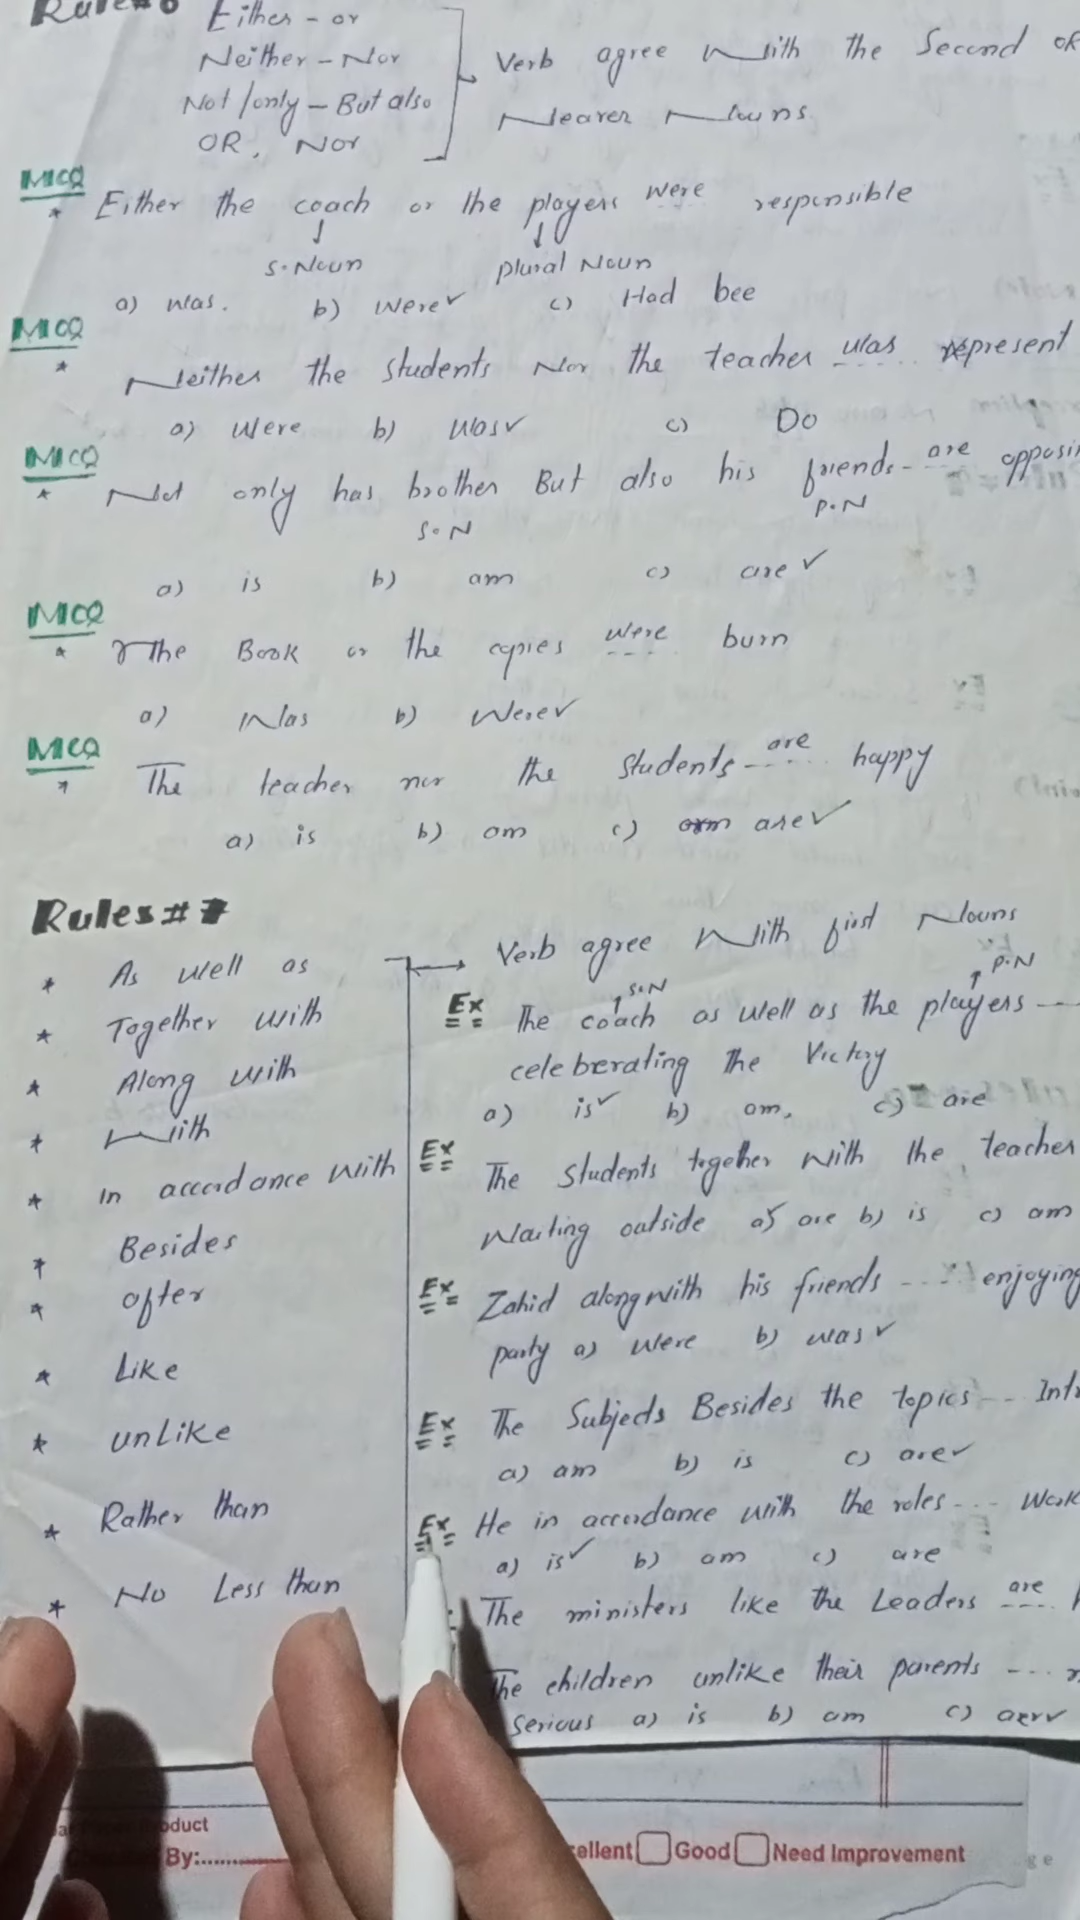 Rule#6 Either - or
Neither - Nor
Not/only - But also
OR, Nor
Verb agree With the Second OR
Nearer Nouns.
MCQ
* Either the coach or the players were responsible
S.Noun plural Noun
a) was. b) Were✓ c) Had bee
MCQ
* Neither the students Nor the teacher was represent
a) Were b) Was✓ c) Do
MCQ
* Not only has brother But also his friends - are
S.N P.N
a) is b) am c) are ✓
MCQ
* The Book or the copies were burn
a) Was b) Were✓
MCQ
* The teacher nor the students are happy
a) is b) am c) are✓
Rules#7
* As well as
* Together with
* Along with
* With
* In accordance with
* Besides
* after
* Like
* unlike
* Rather than
* No Less than
Verb agree With first Nouns
S.N P.N
Ex The coach as well as the players ---
celeberating the Victory
a) is✓ b) am, c) are
Ex The students together with the teacher
Waiting outside a) are b) is c) am
Ex Zahid along with his friends ---- enjoying
party a) were b) was✓
Ex The Subjects Besides the topics ---
a) am b) is c) are✓
Ex He in accordance with the roles --- Work
a) is✓ b) am c) are
The ministers like the Leaders are
The children unlike their parents ---
Serious a) is b) am c)
oduct
By:..........
ellent Good Need Improvement